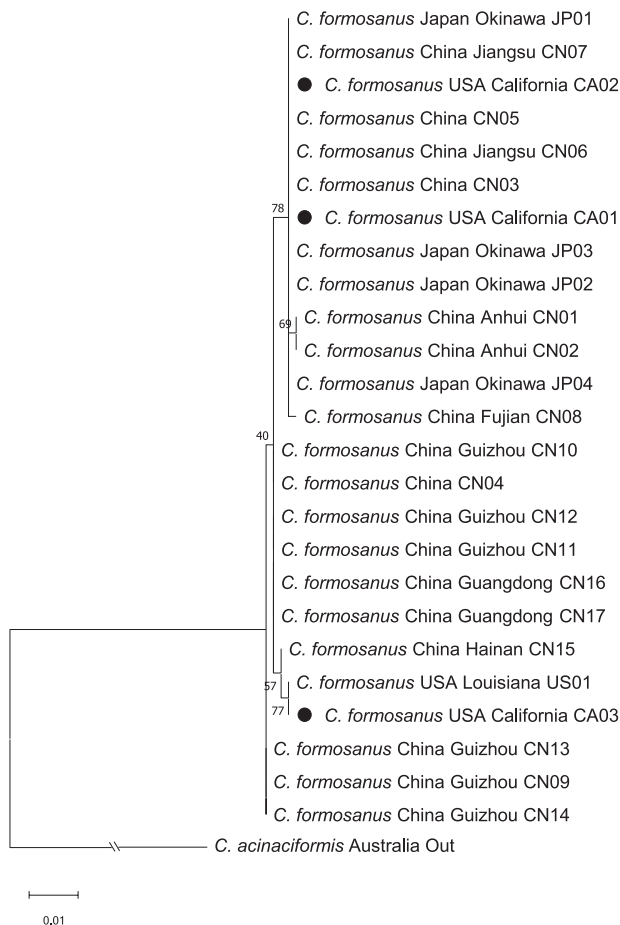 C. formosanus Japan Okinawa JP01
C. formosanus China Jiangsu CN07
C. formosanus USA California CA02
C. formosanus China CN05
C. formosanus China Jiangsu CN06
C. formosanus China CN03
78
C. formosanus USA California CA01
C. formosanus Japan Okinawa JP03
C. formosanus Japan Okinawa JP02
C. formosanus China Anhui CN01
69
C. formosanus China Anhui CN02
C. formosanus Japan Okinawa JP04
C. formosanus China Fujian CN08
40
C. formosanus China Guizhou CN10
C. formosanus China CN04
C. formosanus China Guizhou CN12
C. formosanus China Guizhou CN11
C. formosanus China Guangdong CN16
C. formosanus China Guangdong CN17
C. formosanus China Hainan CN15
57
C. formosanus USA Louisiana US01
77
C. formosanus USA California CA03
C. formosanus China Guizhou CN13
C. formosanus China Guizhou CN09
C. formosanus China Guizhou CN14
C. acinaciformis Australia Out
0.01